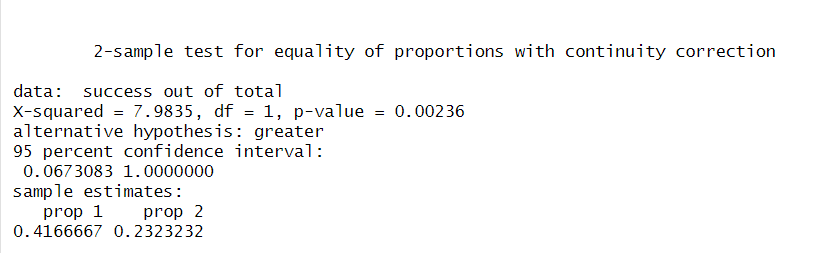 2-sample test for equality of proportions with continuity correction
data:  success out of total
X-squared = 7.9835, df = 1, p-value = 0.00236
alternative hypothesis: greater
95 percent confidence interval:
 0.0673083 1.0000000
sample estimates:
   prop 1    prop 2
0.4166667 0.2323232